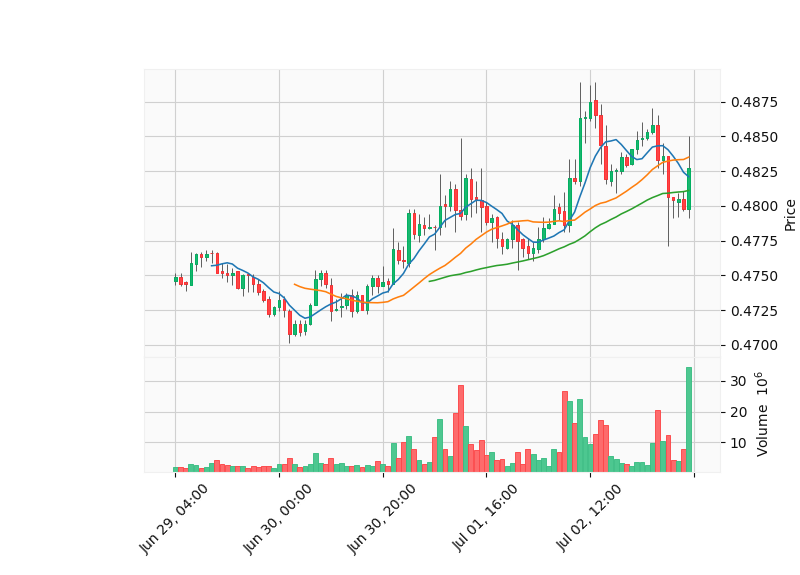 0.4875
0.4850
0.4825
0.4800
0.4775
0.4750
0.4725
0.4700
Price
30
20
10
Volume 10^6
Jun 29, 04:00
Jun 30, 00:00
Jun 30, 20:00
Jul 01, 16:00
Jul 02, 12:00